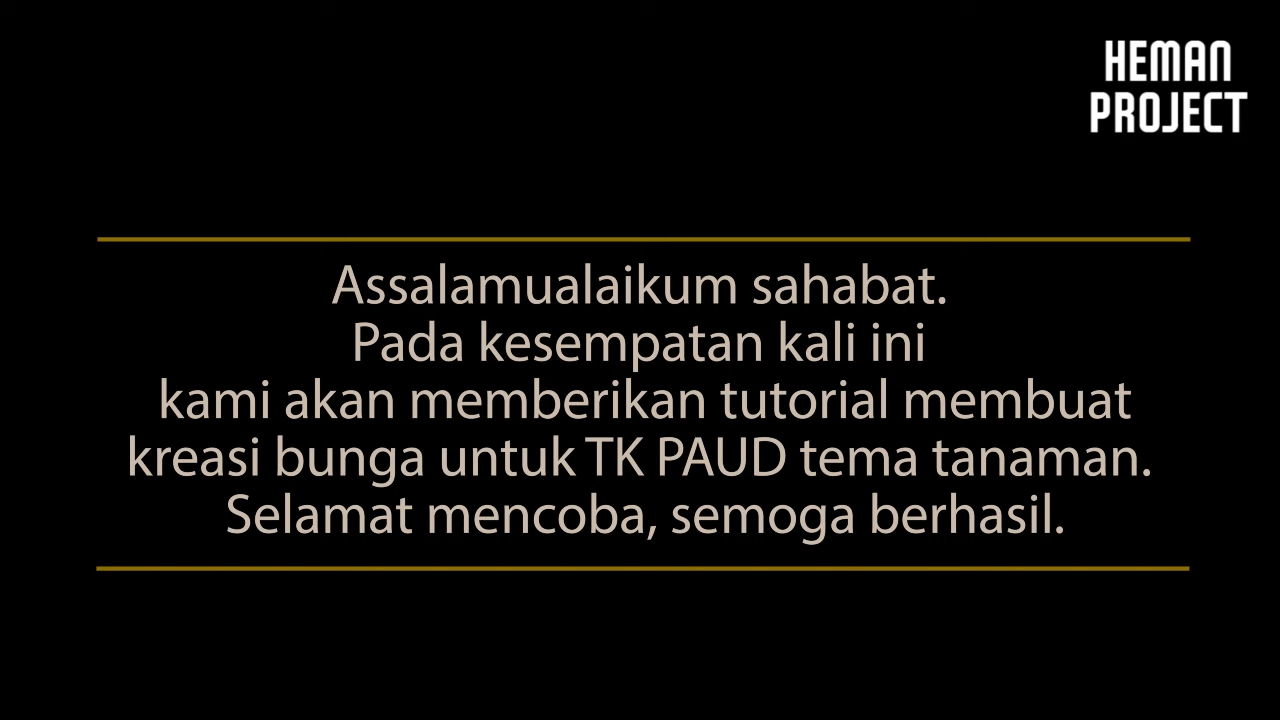 HEMAN
PROJECT
Assalamualaikum sahabat.
Pada kesempatan kali ini
kami akan memberikan tutorial membuat
kreasi bunga untuk TK PAUD tema tanaman.
Selamat mencoba, semoga berhasil.